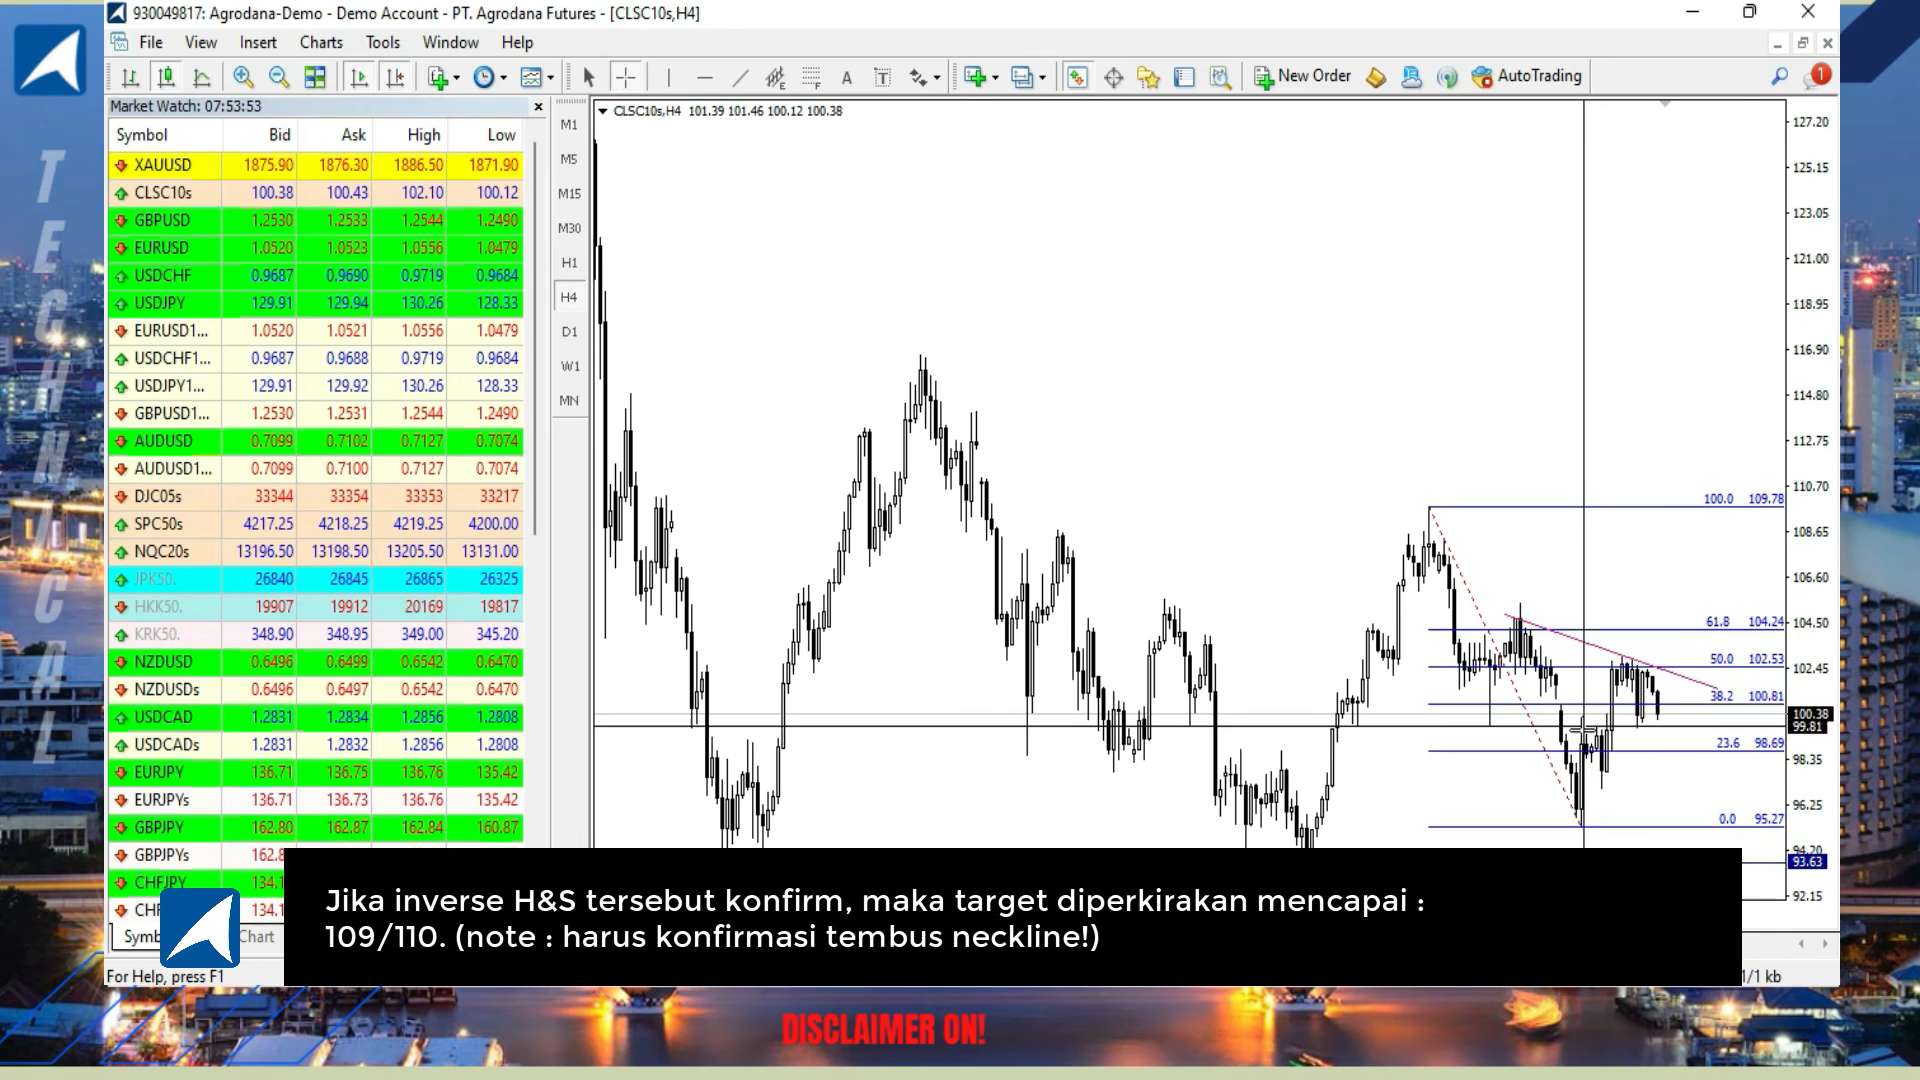 930049817: Agrodana-Demo - Demo Account - PT. Agrodana Futures - [CLSC10s,H4]
File View Insert Charts Tools Window Help
New Order AutoTrading 1
Market Watch: 07:53:53
Symbol Bid Ask High Low
XAUUSD 1875.90 1876.30 1886.50 1871.90
CLSC10s 100.38 100.43 102.10 100.12
GBPUSD 1.2530 1.2533 1.2544 1.2490
EURUSD 1.0520 1.0523 1.0556 1.0479
USDCHF 0.9687 0.9690 0.9719 0.9684
USDJPY 129.91 129.94 130.26 128.33
EURUSD1... 1.0520 1.0521 1.0556 1.0479
USDCHF1... 0.9687 0.9688 0.9719 0.9684
USDJPY1... 129.91 129.92 130.26 128.33
GBPUSD1... 1.2530 1.2531 1.2544 1.2490
AUDUSD 0.7099 0.7102 0.7127 0.7074
AUDUSD1... 0.7099 0.7100 0.7127 0.7074
DJC05s 33344 33354 33353 33217
SPC50s 4217.25 4218.25 4219.25 4200.00
NQC20s 13196.50 13198.50 13205.50 13131.00
JPK50. 26840 26845 26865 26325
HKK50. 19907 19912 20169 19817
KRK50. 348.90 348.95 349.00 345.20
NZDUSD 0.6496 0.6499 0.6542 0.6470
NZDUSDs 0.6496 0.6497 0.6542 0.6470
USDCAD 1.2831 1.2834 1.2856 1.2808
USDCADs 1.2831 1.2832 1.2856 1.2808
EURJPY 136.71 136.75 136.76 135.42
EURJPYs 136.71 136.73 136.76 135.42
GBPJPY 162.80 162.87 162.84 160.87
GBPJPYs 162.8
CHFJPY 134.1
CHF 134.1
Symb Chart
For Help, press F1
M1
M5
M15
M30
H1
H4
D1
W1
MN
CLSC10s,H4 101.39 101.46 100.12 100.38
100.0 109.78
61.8 104.24
50.0 102.53
38.2 100.81
23.6 98.69
0.0 95.27
127.20
125.15
123.05
121.00
118.95
116.90
114.80
112.75
110.70
108.65
106.60
104.50
102.45
100.38
99.81
98.35
96.25
94.20
93.63
92.15
1/1 kb
TECHNICAL
Jika inverse H&S tersebut konfirm, maka target diperkirakan mencapai :
109/110. (note : harus konfirmasi tembus neckline!)
DISCLAIMER ON!